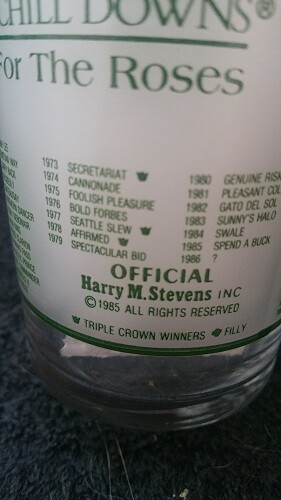 CHILL DOWNS®
For The Roses
1973 SECRETARIAT
1974 CANNONADE
1975 FOOLISH PLEASURE
1976 BOLD FORBES
1977 SEATTLE SLEW
1978 AFFIRMED
1979 SPECTACULAR BID
1980 GENUINE RISK
1981 PLEASANT COL
1982 GATO DEL SOL
1983 SUNNY'S HALO
1984 SWALE
1985 SPEND A BUCK
1986 ?
OFFICIAL
Harry M. Stevens INC
©1985 ALL RIGHTS RESERVED
TRIPLE CROWN WINNERS FILLY